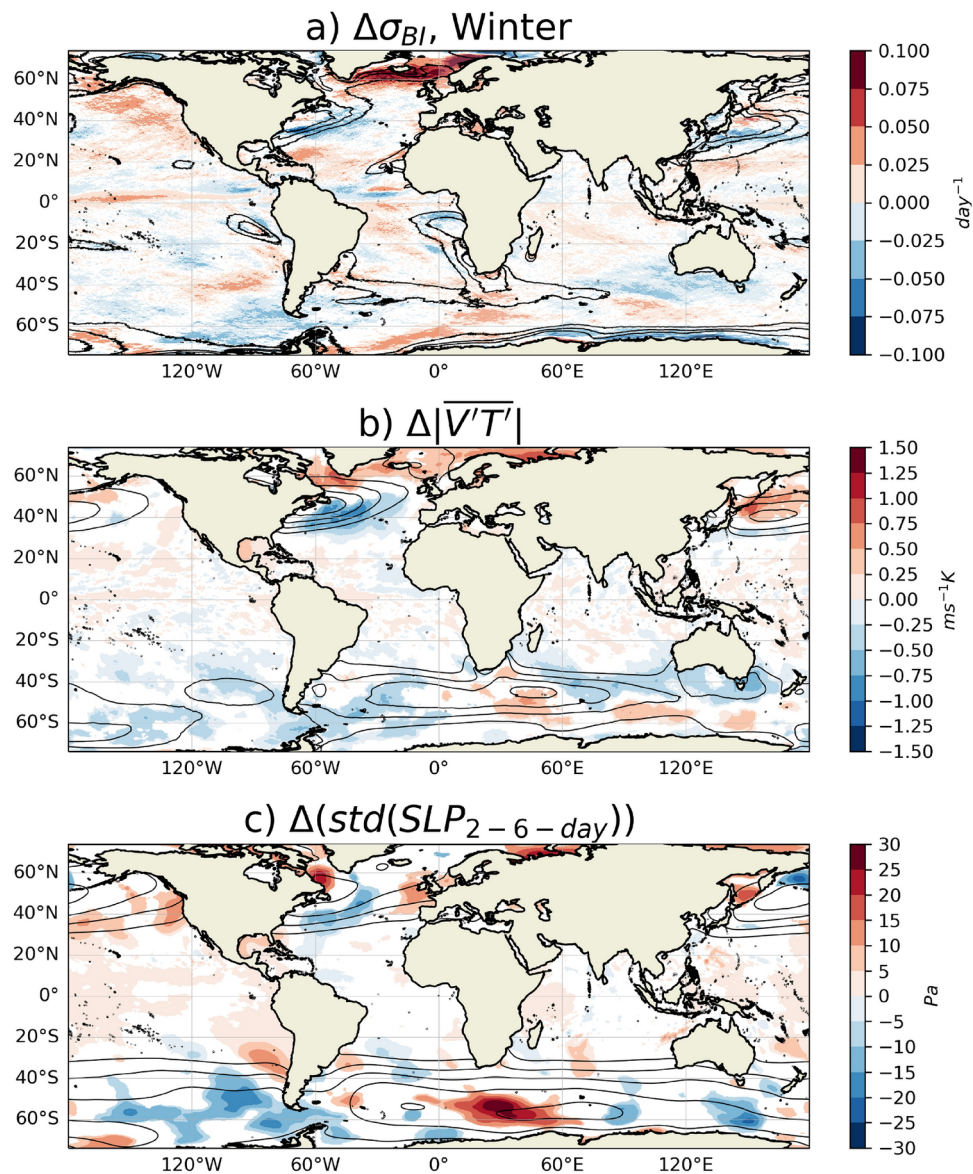 a) Δσ_BI, Winter
60°N
40°N
20°N
0°
20°S
40°S
60°S
120°W 60°W 0° 60°E 120°E
0.100
0.075
0.050
0.025
0.000
−0.025
−0.050
−0.075
−0.100
day⁻¹
b) Δ|V′T′|
60°N
40°N
20°N
0°
20°S
40°S
60°S
120°W 60°W 0° 60°E 120°E
1.50
1.25
1.00
0.75
0.50
0.25
0.00
−0.25
−0.50
−0.75
−1.00
−1.25
−1.50
ms⁻¹K
c) Δ(std(SLP₂₋₆₋day))
60°N
40°N
20°N
0°
20°S
40°S
60°S
120°W 60°W 0° 60°E 120°E
30
25
20
15
10
5
0
−5
−10
−15
−20
−25
−30
Pa